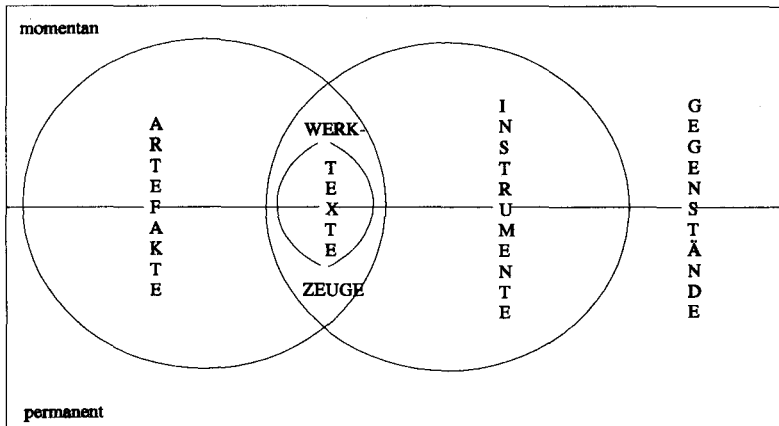 momentan
ARTEFAKTE
WERK-
TEXTE
ZEUGE
INSTRUMENTE
GEGENSTÄNDE
permanent